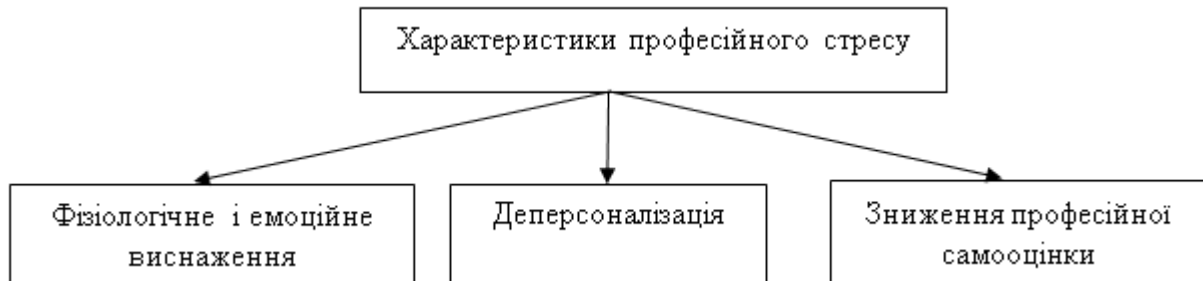 Характеристики професійного стресу
Фізіологічне і емоційне
виснаження
Деперсоналізація
Зниження професійної
самооцінки